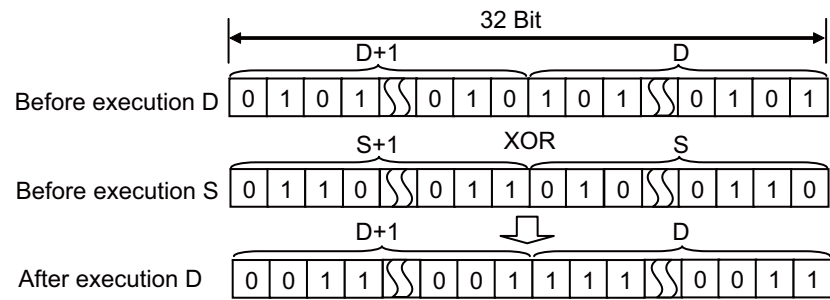 32 Bit
D+1 D
Before execution D 0 1 0 1 0 1 0 1 0 1 0 1 0 1
S+1 XOR S
Before execution S 0 1 1 0 0 1 1 0 1 0 0 1 1 0
D+1 D
After execution D 0 0 1 1 0 0 1 1 1 1 0 0 1 1